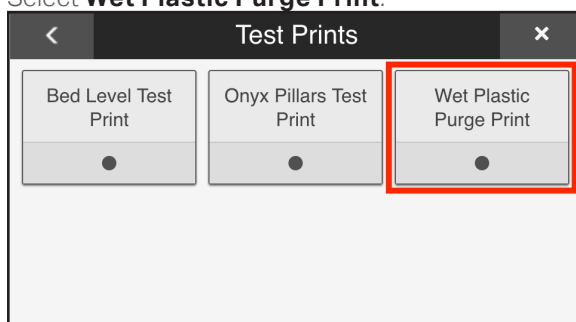 Select Wet Plastic Purge Print.
Test Prints
Bed Level Test
Print
Onyx Pillars Test
Print
Wet Plastic
Purge Print